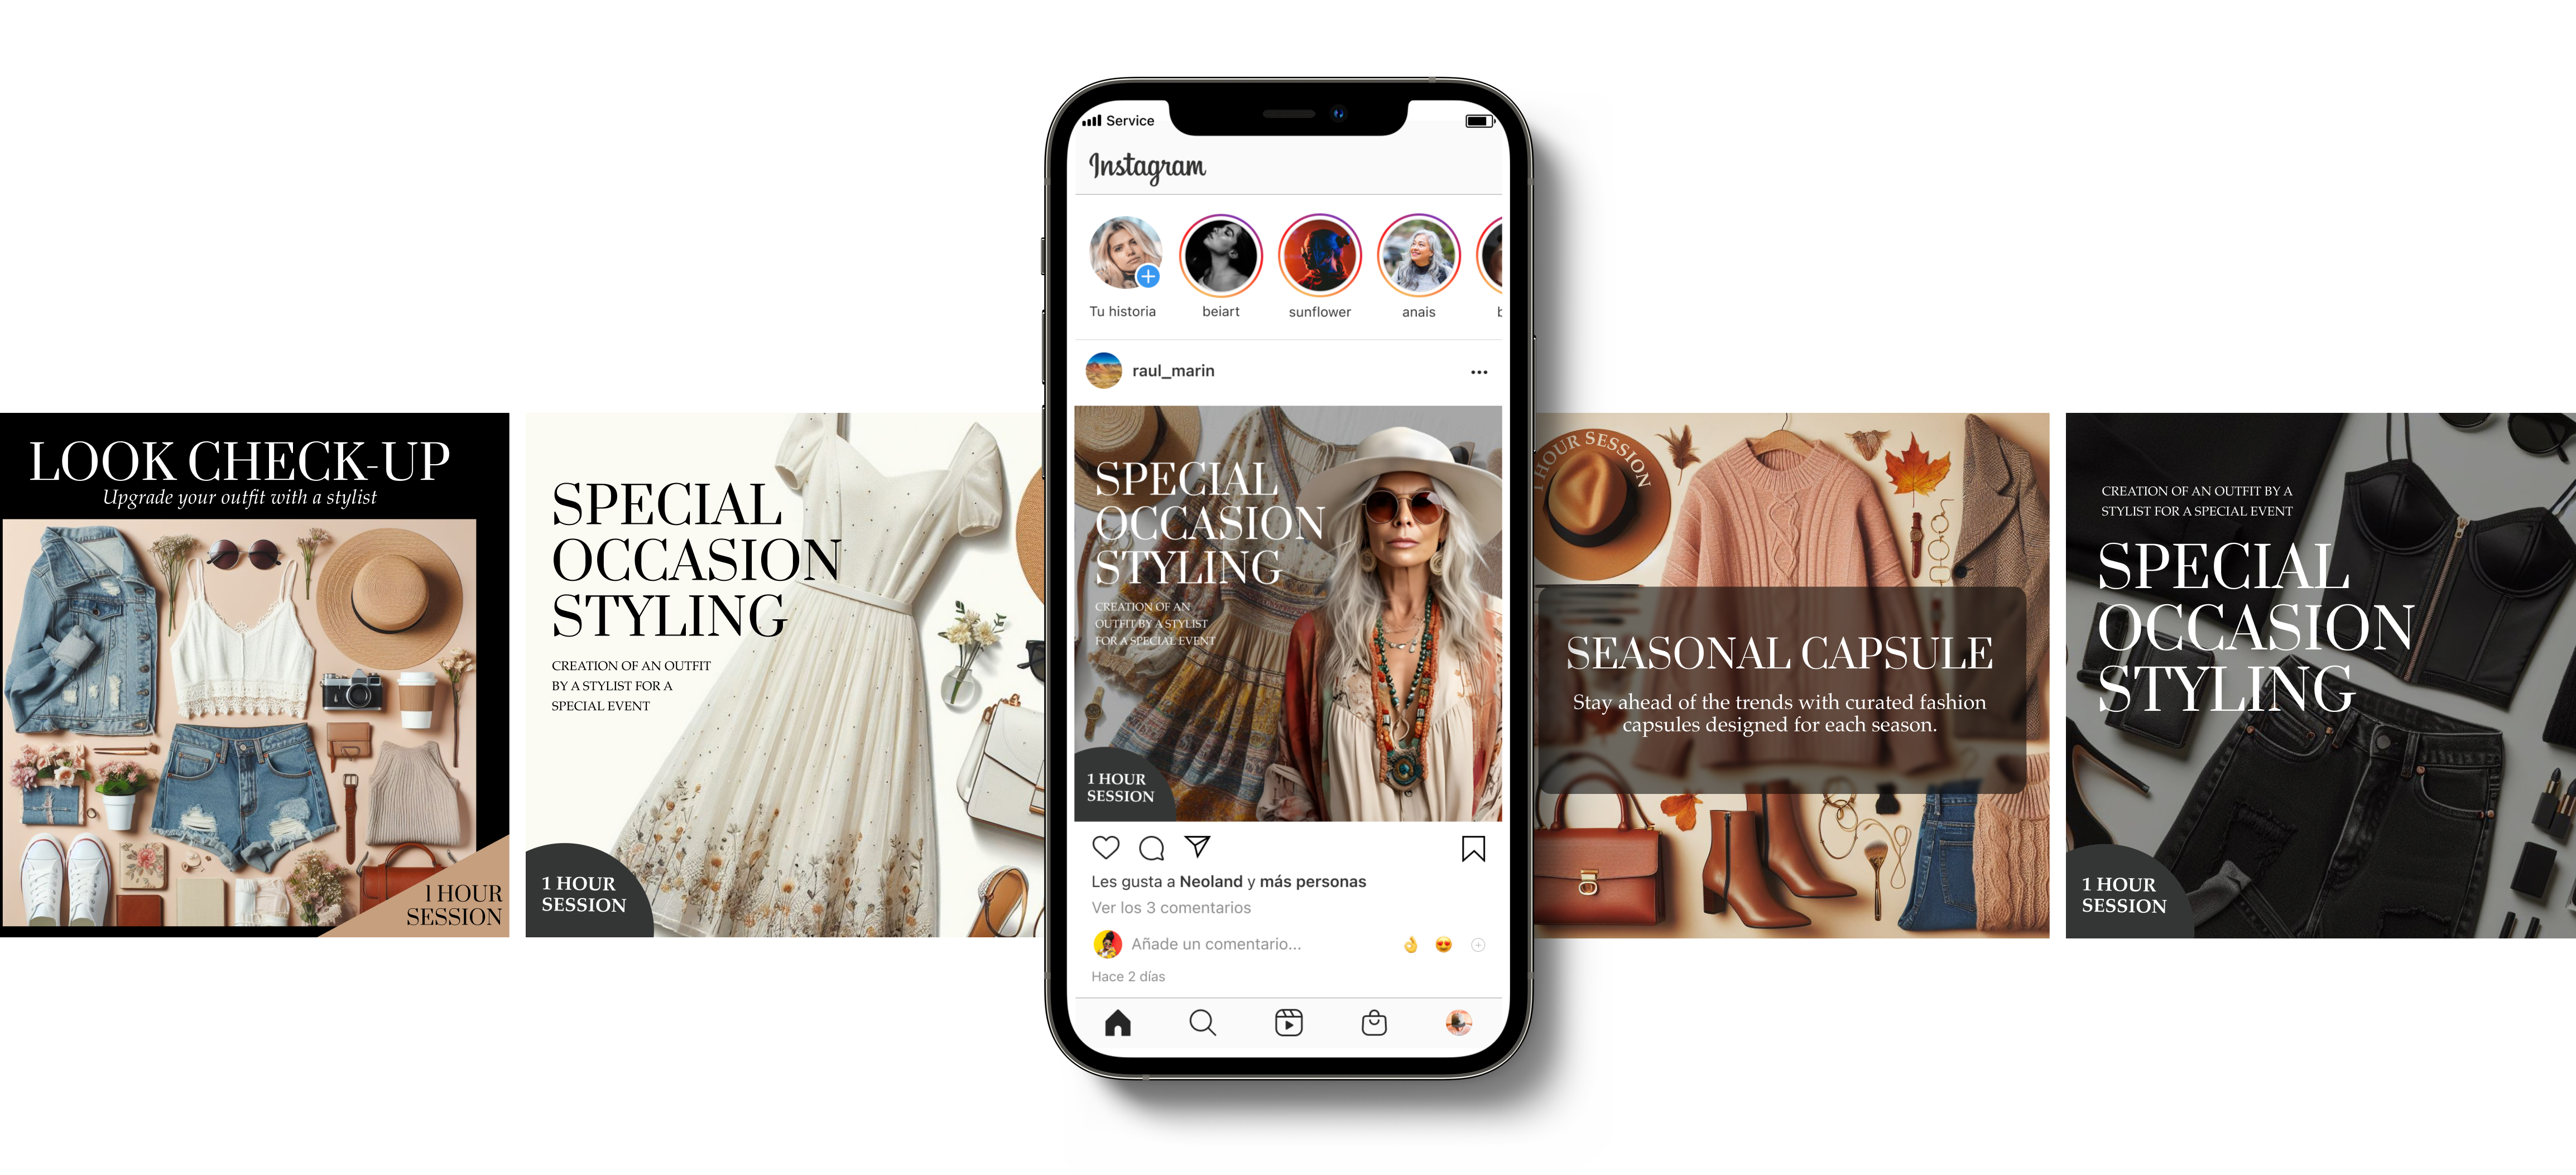 LOOK CHECK-UP
Upgrade your outfit with a stylist
1 HOUR
SESSION
SPECIAL
OCCASION
STYLING
CREATION OF AN OUTFIT
BY A STYLIST FOR A
SPECIAL EVENT
1 HOUR
SESSION
Service
Instagram
Tu historia
beiart
sunflower
anais
b
raul_marin
SPECIAL
OCCASION
STYLING
CREATION OF AN
OUTFIT BY A STYLIST
FOR A SPECIAL EVENT
1 HOUR
SESSION
Les gusta a Neoland y más personas
Ver los 3 comentarios
Añade un comentario...
Hace 2 días
1 HOUR SESSION
SEASONAL CAPSULE
Stay ahead of the trends with curated fashion
capsules designed for each season.
CREATION OF AN OUTFIT BY A
STYLIST FOR A SPECIAL EVENT
SPECIAL
OCCASION
STYLING
1 HOUR
SESSION